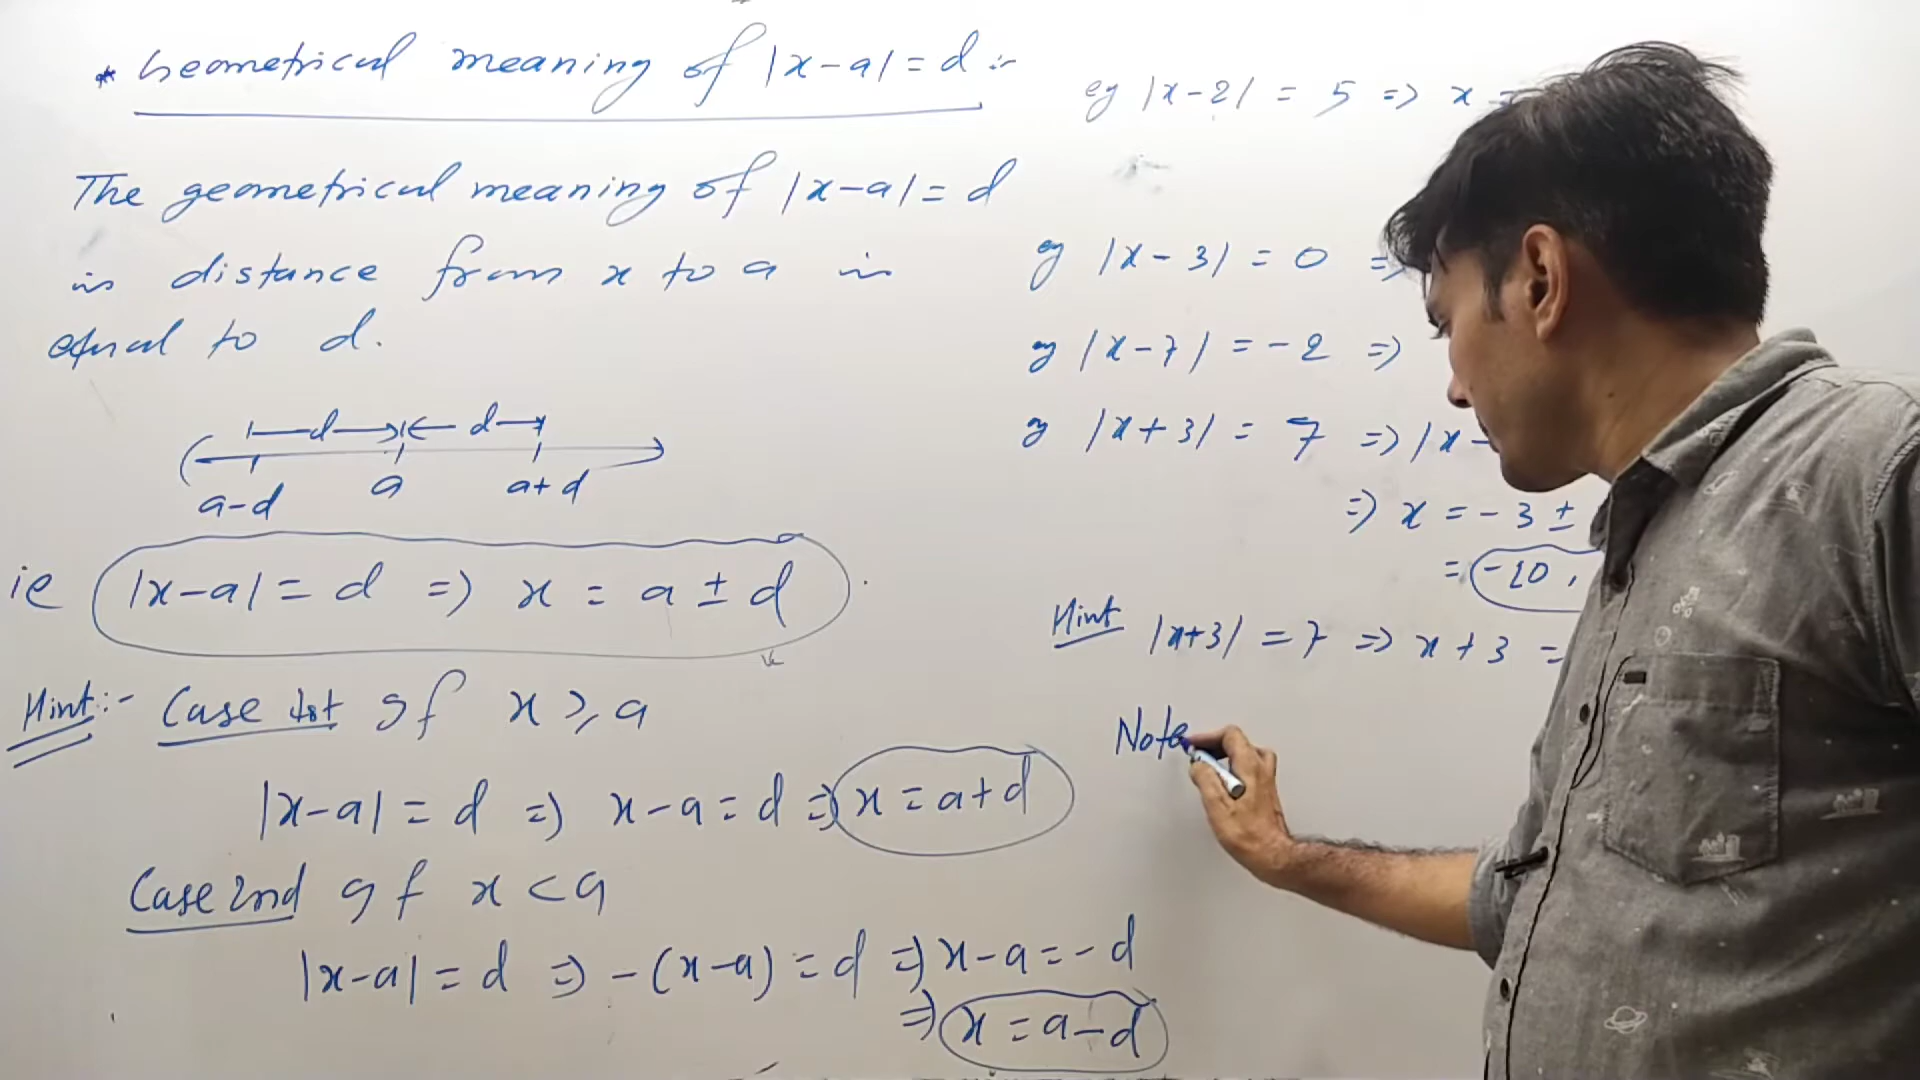 * Geometrical meaning of |x-a| = d :-
The geometrical meaning of |x-a| = d
is distance from x to a is
equal to d.
d d
a-d a a+d
ie |x-a| = d => x = a ± d
Hint :- Case 1st If x ≥ a
|x-a| = d => x-a = d => x = a+d
Case 2nd If x < a
|x-a| = d => -(x-a) = d => x-a = -d
=> x = a-d
eg |x-2| = 5 => x =
eg |x-3| = 0 =>
eg |x-7| = -2 =>
eg |x+3| = 7 => |x-
=> x = -3 ±
= -10,
Hint |x+3| = 7 => x+3 =
Note